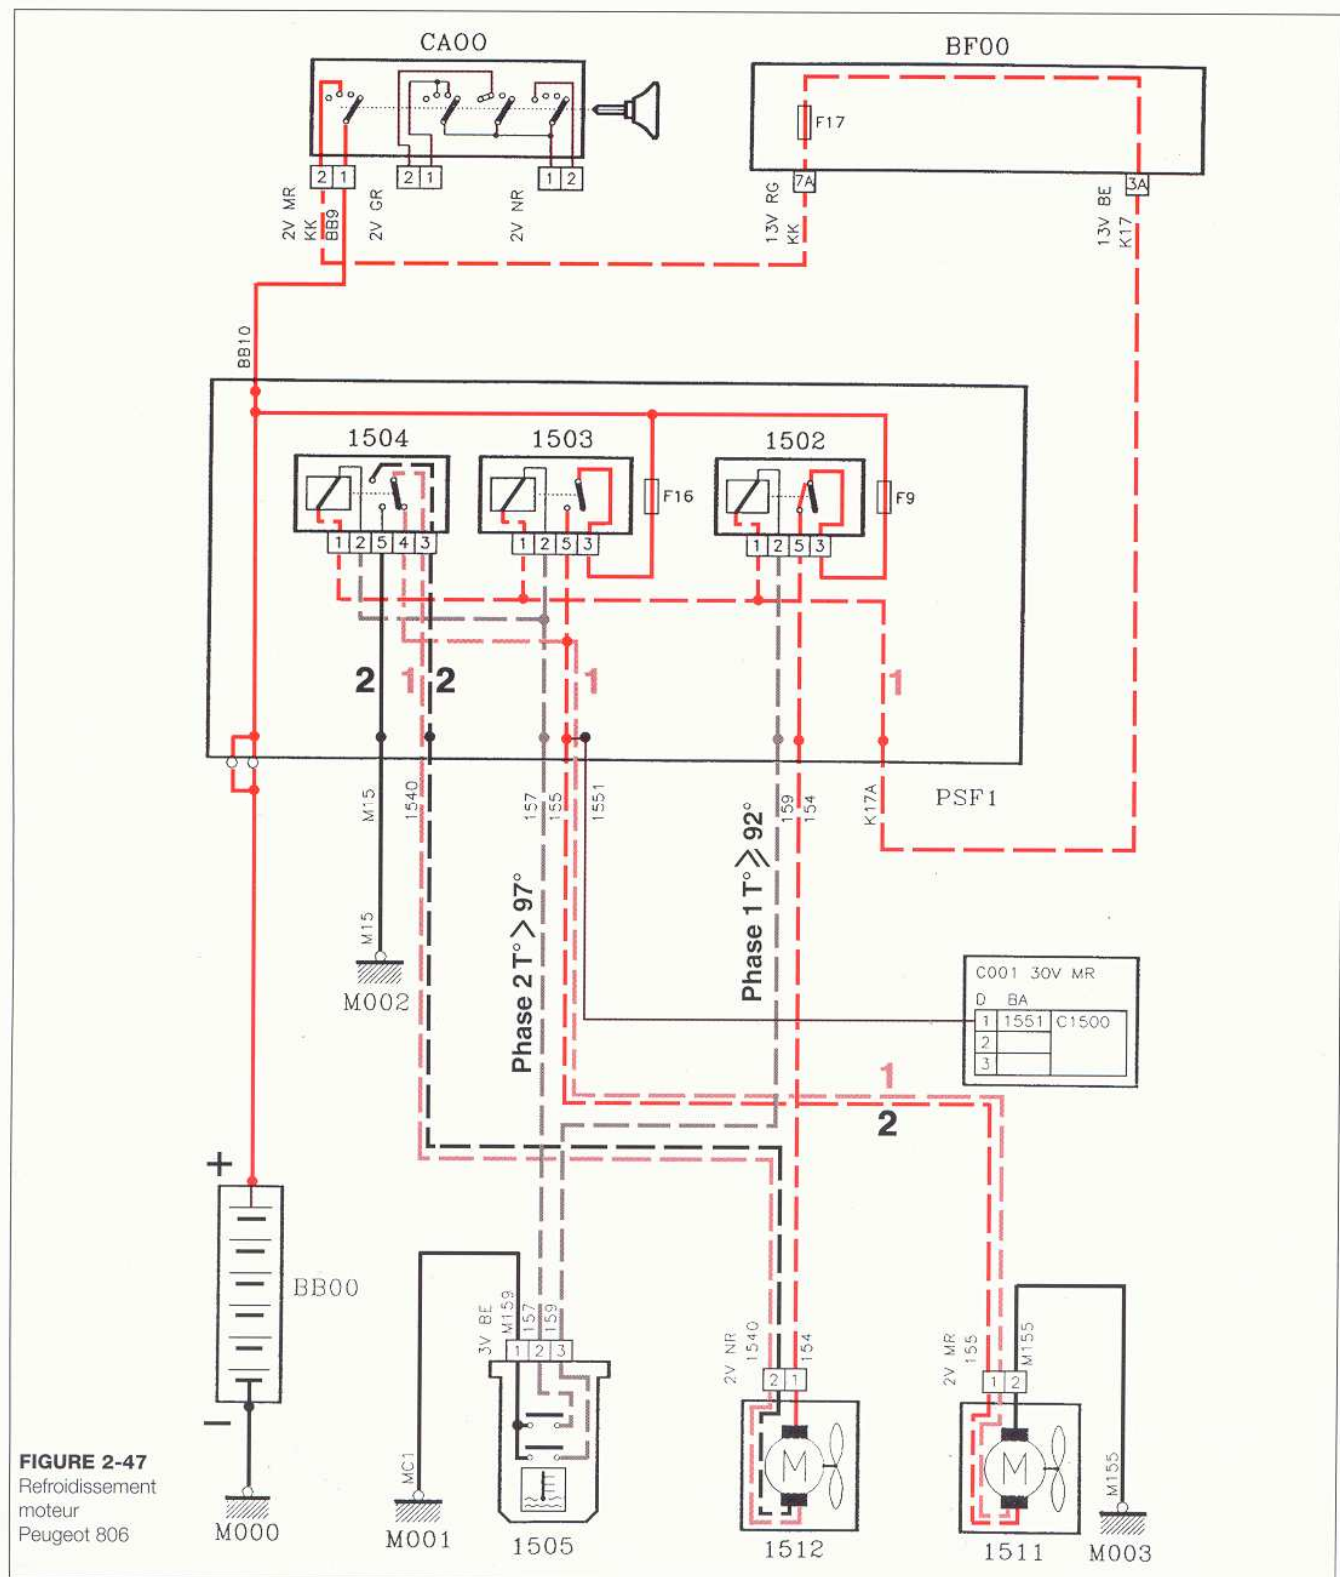 CA00
BF00
F17
2 1
2 1
1 2
7A
3A
2V MR
KK
BB9
2V GR
2V NR
13V RG
KK
13V BE
K17
BB10
1504
1503
1502
F16
F9
1 2 5 4 3
1 2 5 3
1 2 5 3
2
1
2
1
1
M15
1540
157
155
1551
159
154
K17A
PSF1
Phase 2 T° > 97°
Phase 1 T° ⩾ 92°
M15
M002
C001 30V MR
D BA
1 1551 C1500
2
3
1
2
+
BB00
−
M000
3V BE
M159
157
159
1 2 3
MC1
M001
1505
2V NR
1540
154
2 1
M
1512
2V MR
155
M155
1 2
M
1511
M155
M003
FIGURE 2-47
Refroidissement
moteur
Peugeot 806